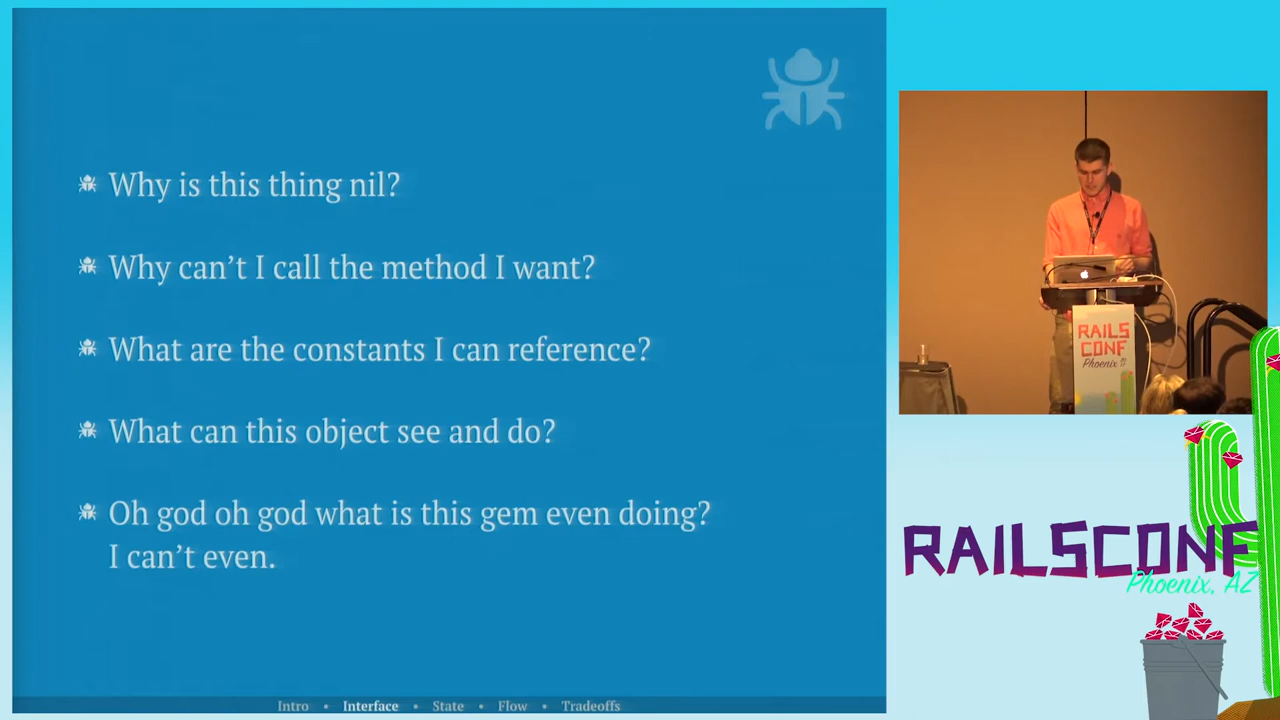 Why is this thing nil?
Why can’t I call the method I want?
What are the constants I can reference?
What can this object see and do?
Oh god oh god what is this gem even doing?
I can’t even.
Intro • Interface • State • Flow • Tradeoffs
RAILS
CONF
Phoenix
RAILSCONF
Phoenix, AZ